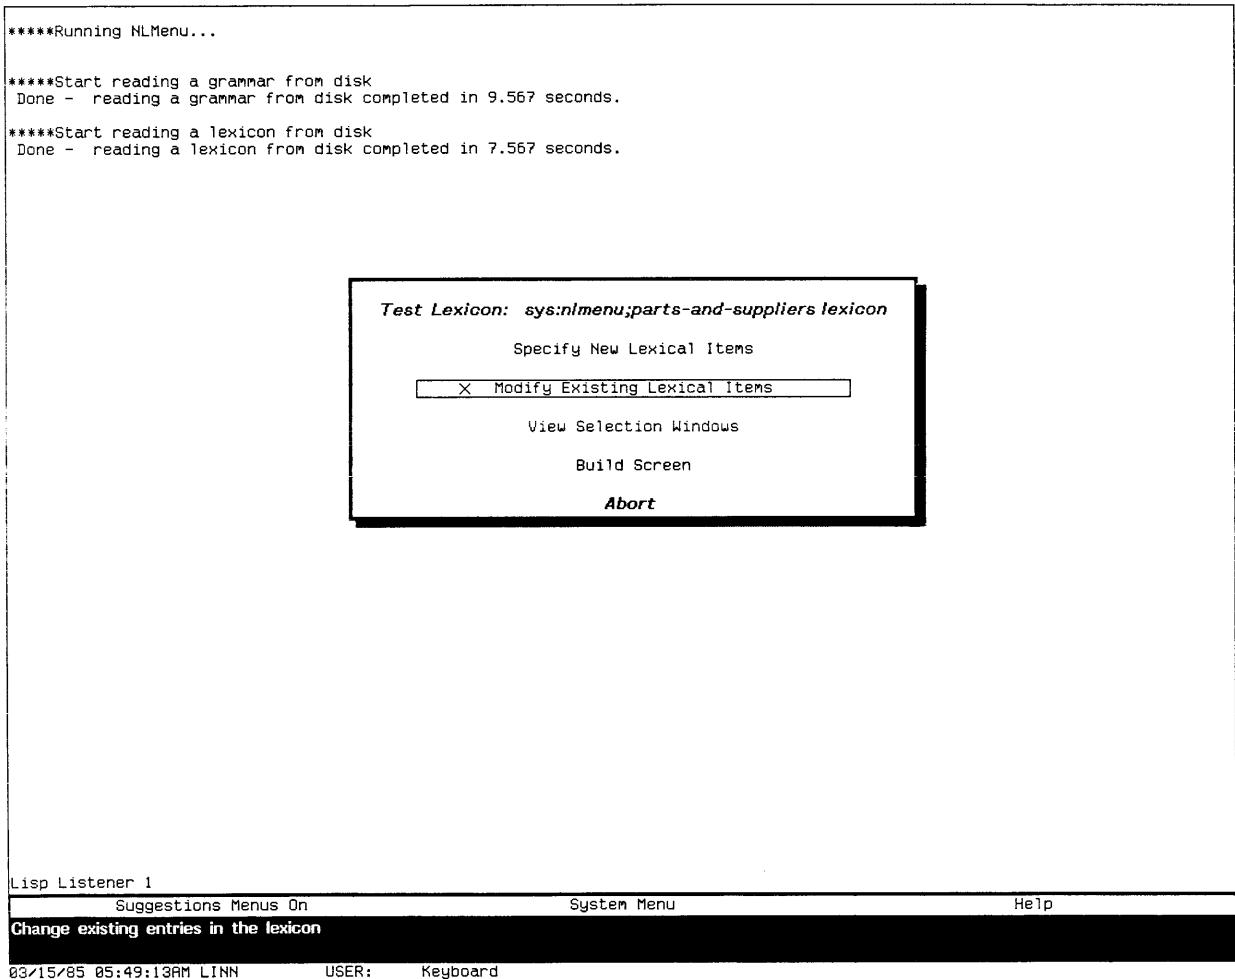 *****Running NLMenu...
*****Start reading a grammar from disk
Done - reading a grammar from disk completed in 9.567 seconds.
*****Start reading a lexicon from disk
Done - reading a lexicon from disk completed in 7.567 seconds.
Test Lexicon: sys:nlmenu;parts-and-suppliers lexicon
Specify New Lexical Items
X Modify Existing Lexical Items
View Selection Windows
Build Screen
Abort
Lisp Listener 1
Suggestions Menus On System Menu Help
Change existing entries in the lexicon
03/15/85 05:49:13AM LINN USER: Keyboard